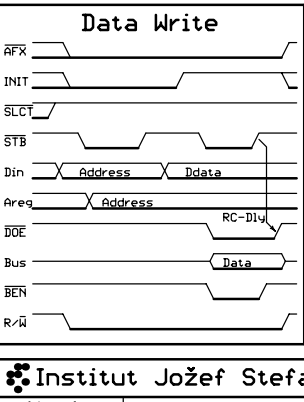 Data Write
AFX
INIT
SLCT
STB
Din Address Ddata
Areg Address
RC-Dly
DOE
Bus Data
BEN
R/W
Institut Jožef Stefa